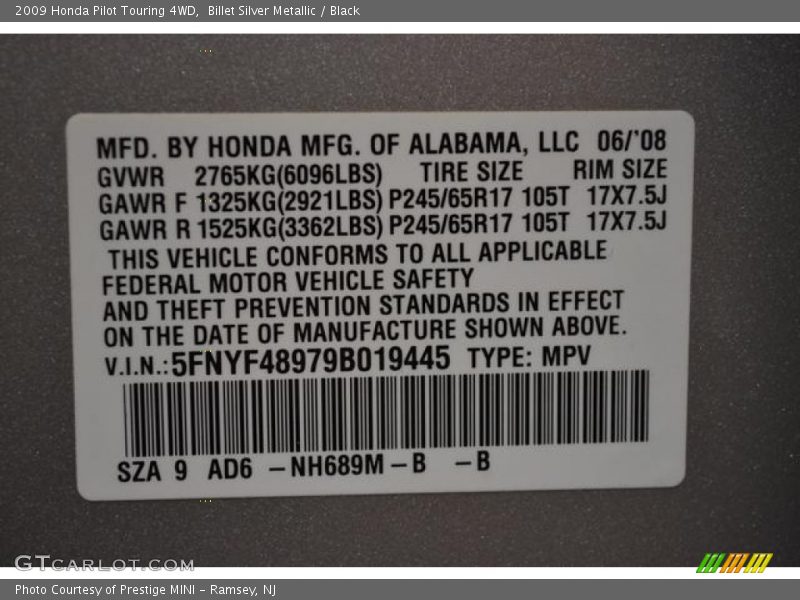 2009 Honda Pilot Touring 4WD,  Billet Silver Metallic / Black
MFD. BY HONDA MFG. OF ALABAMA, LLC 06/'08
GVWR 2765KG(6096LBS) TIRE SIZE RIM SIZE
GAWR F 1325KG(2921LBS) P245/65R17 105T 17X7.5J
GAWR R 1525KG(3362LBS) P245/65R17 105T 17X7.5J
THIS VEHICLE CONFORMS TO ALL APPLICABLE
FEDERAL MOTOR VEHICLE SAFETY
AND THEFT PREVENTION STANDARDS IN EFFECT
ON THE DATE OF MANUFACTURE SHOWN ABOVE.
V.I.N.:5FNYF48979B019445 TYPE: MPV
SZA 9 AD6 –NH689M–B –B
GTCARLOT.COM
Photo Courtesy of Prestige MINI - Ramsey, NJ